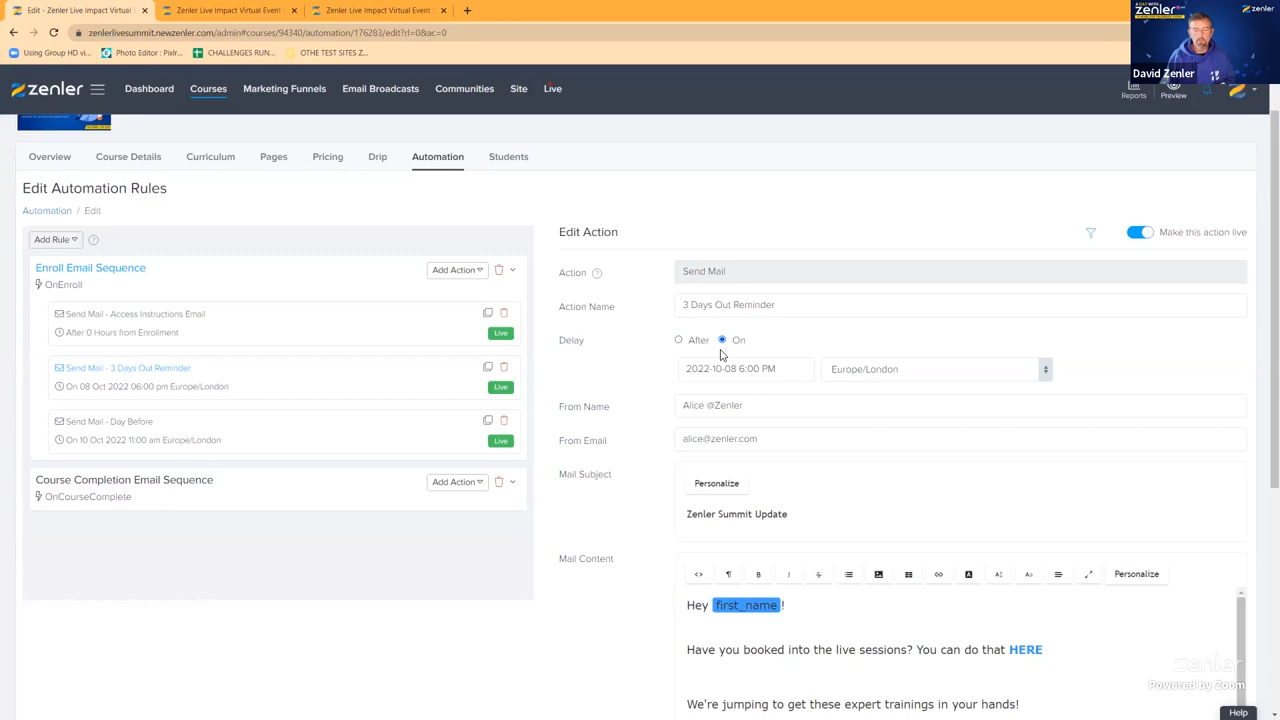 Edit - Zenler Live Impact Virtual
Zenler Live Impact Virtual Event
Zenler Live Impact Virtual Event
zenlerlivesummit.newzenler.com/admin#courses/94340/automation/176283/edit?rl=0&ac=0
Using Group HD vi
Photo Editor : Pixlr...
CHALLENGES RUN...
OTHE TEST SITES Z...
A DAY WITH
zenler
zenler
David Zenler
zenler
Dashboard
Courses
Marketing Funnels
Email Broadcasts
Communities
Site
Live
Reports
Preview
Overview
Course Details
Curriculum
Pages
Pricing
Drip
Automation
Students
Edit Automation Rules
Automation / Edit
Add Rule
Enroll Email Sequence
Add Action
OnEnroll
Send Mail - Access Instructions Email
After 0 Hours from Enrollment
Live
Send Mail - 3 Days Out Reminder
On 08 Oct 2022 06:00 pm Europe/London
Live
Send Mail - Day Before
On 10 Oct 2022 11:00 am Europe/London
Live
Course Completion Email Sequence
Add Action
OnCourseComplete
Edit Action
Make this action live
Action
Send Mail
Action Name
3 Days Out Reminder
Delay
After
On
2022-10-08 6:00 PM
Europe/London
From Name
Alice @Zenler
From Email
alice@zenler.com
Mail Subject
Personalize
Zenler Summit Update
Mail Content
Personalize
Hey first_name!
Have you booked into the live sessions? You can do that HERE
We're jumping to get these expert trainings in your hands!
zenler
Powered by Zoom
Help